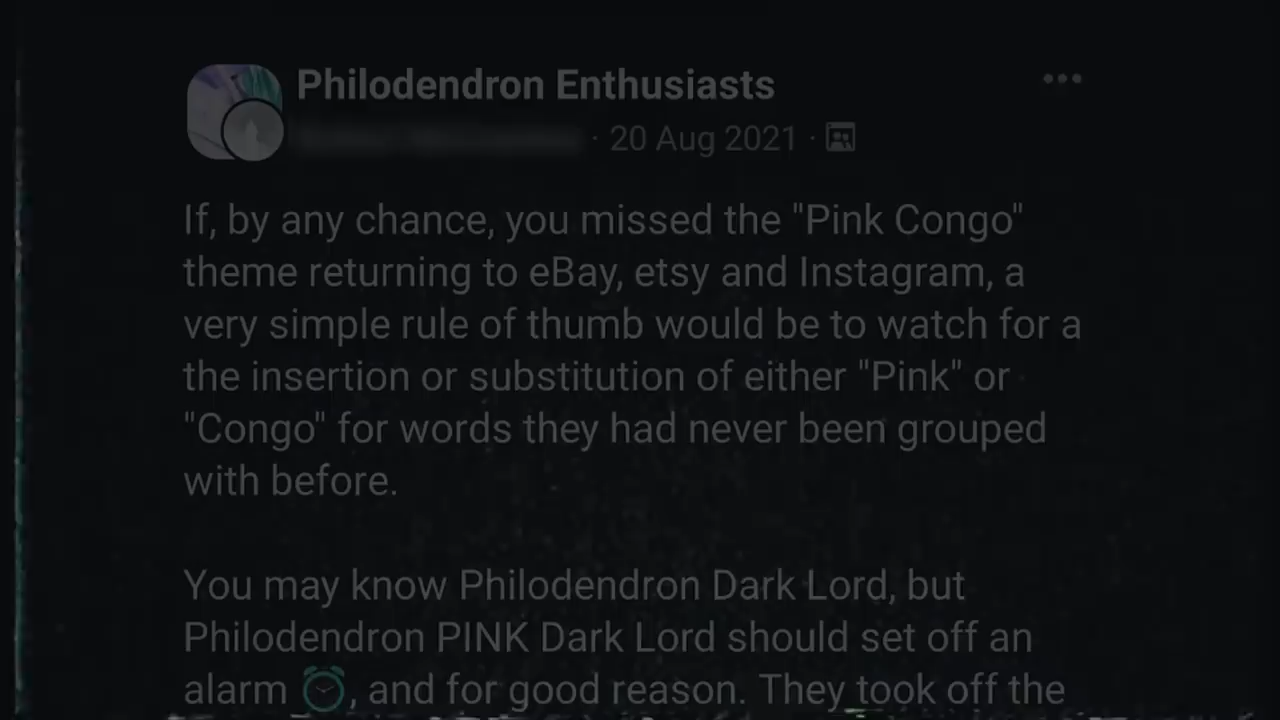 Philodendron Enthusiasts
· 20 Aug 2021 ·
If, by any chance, you missed the "Pink Congo"
theme returning to eBay, etsy and Instagram, a
very simple rule of thumb would be to watch for a
the insertion or substitution of either "Pink" or
"Congo" for words they had never been grouped
with before.
You may know Philodendron Dark Lord, but
Philodendron PINK Dark Lord should set off an
alarm ⏰, and for good reason. They took off the